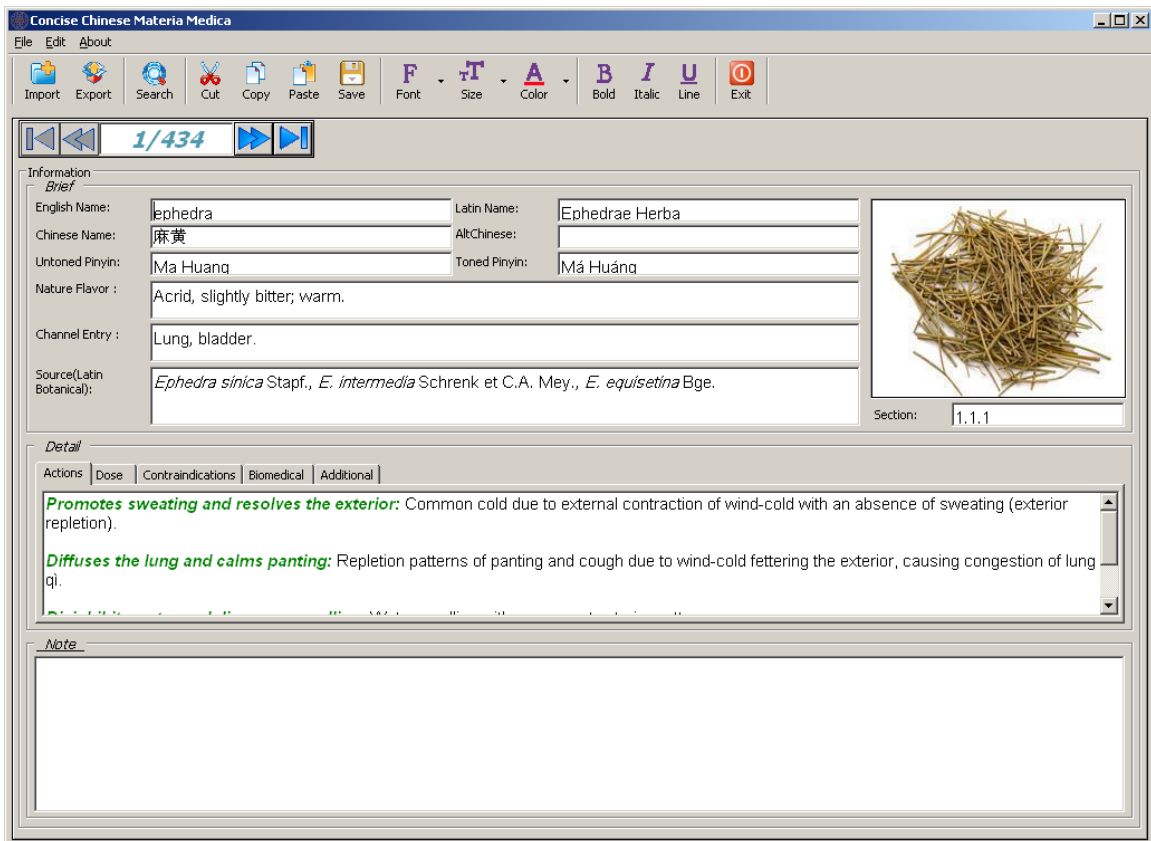 Concise Chinese Materia Medica
File Edit About
Import Export Search Cut Copy Paste Save Font Size Color Bold Italic Line Exit
1/434
Information
Brief
English Name: ephedra Latin Name: Ephedrae Herba
Chinese Name: 麻黄 AltChinese:
Untoned Pinyin: Ma Huang Toned Pinyin: Má Huáng
Nature Flavor : Acrid, slightly bitter; warm.
Channel Entry : Lung, bladder.
Source(Latin Botanical): Ephedra sinica Stapf., E. intermedia Schrenk et C.A. Mey., E. equisetina Bge.
Section: 1.1.1
Detail
Actions Dose Contraindications Biomedical Additional
Promotes sweating and resolves the exterior: Common cold due to external contraction of wind-cold with an absence of sweating (exterior
repletion).
Diffuses the lung and calms panting: Repletion patterns of panting and cough due to wind-cold fettering the exterior, causing congestion of lung
qì.
Note